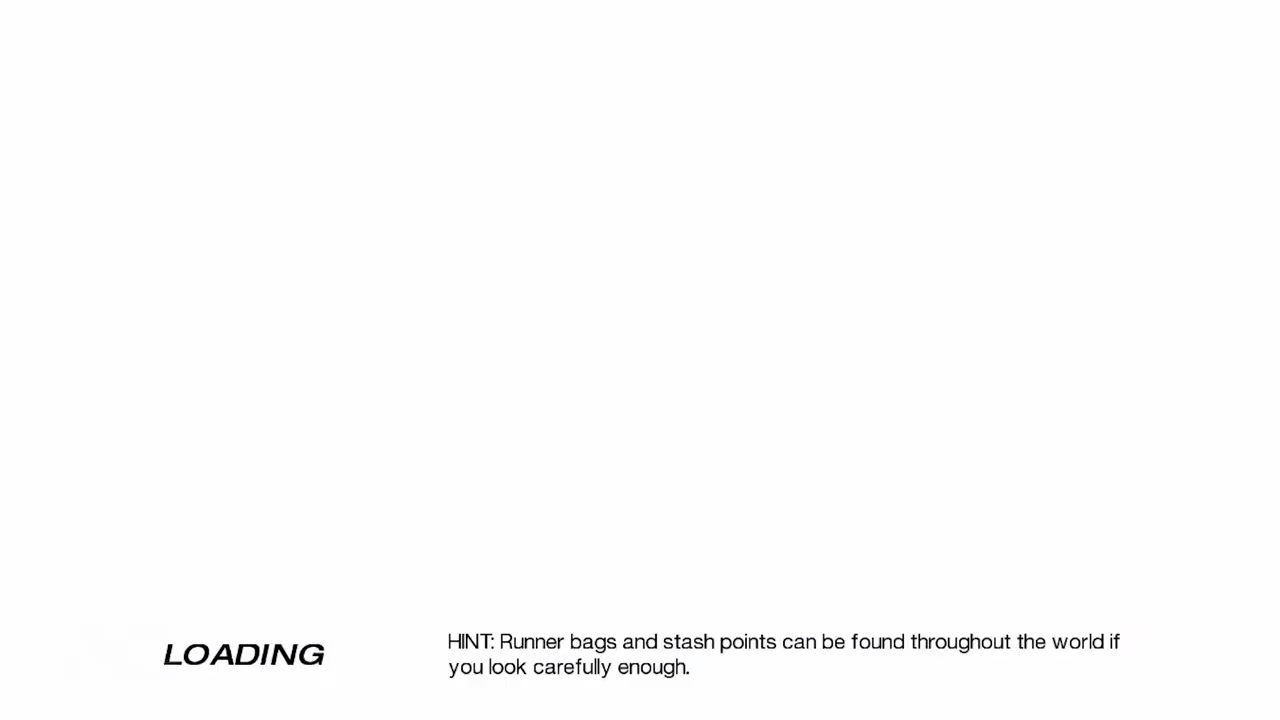 LOADING
HINT: Runner bags and stash points can be found throughout the world if
you look carefully enough.